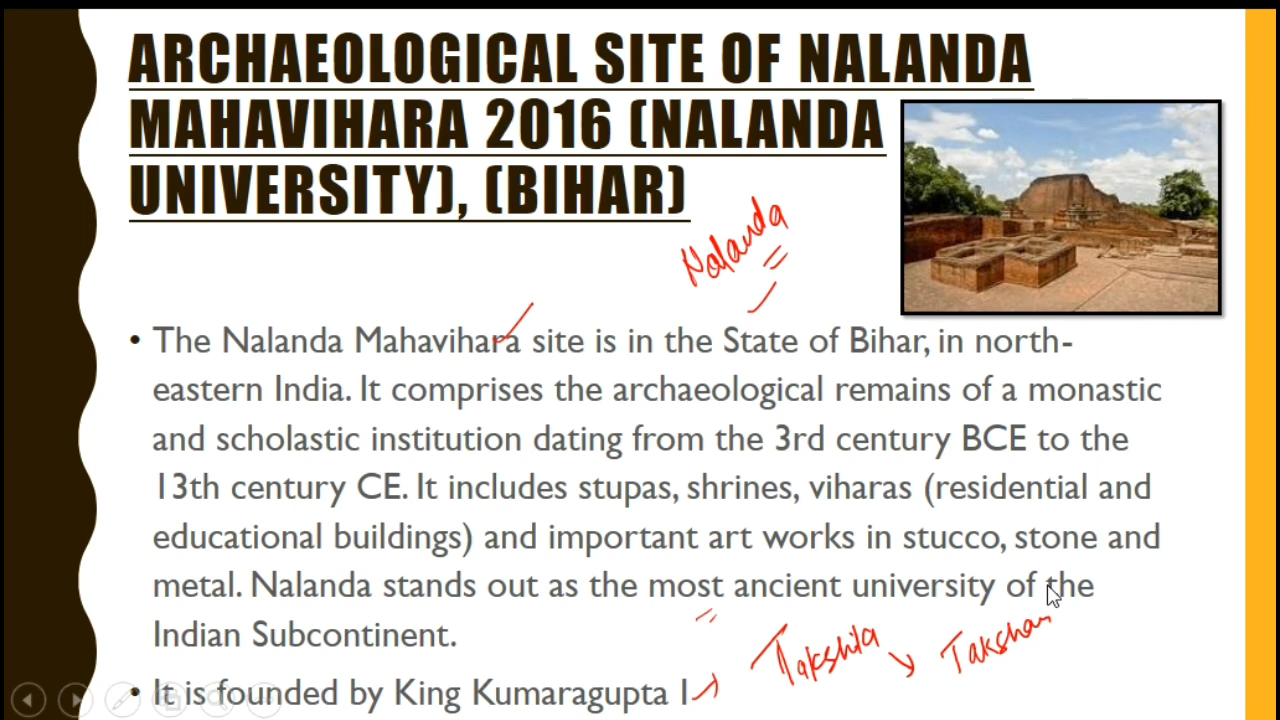 ARCHAEOLOGICAL SITE OF NALANDA
MAHAVIHARA 2016 (NALANDA
UNIVERSITY), (BIHAR)
Nalanda
• The Nalanda Mahavihara site is in the State of Bihar, in north-
eastern India. It comprises the archaeological remains of a monastic
and scholastic institution dating from the 3rd century BCE to the
13th century CE. It includes stupas, shrines, viharas (residential and
educational buildings) and important art works in stucco, stone and
metal. Nalanda stands out as the most ancient university of the
Indian Subcontinent.
Takshila
• It is founded by King Kumaragupta I